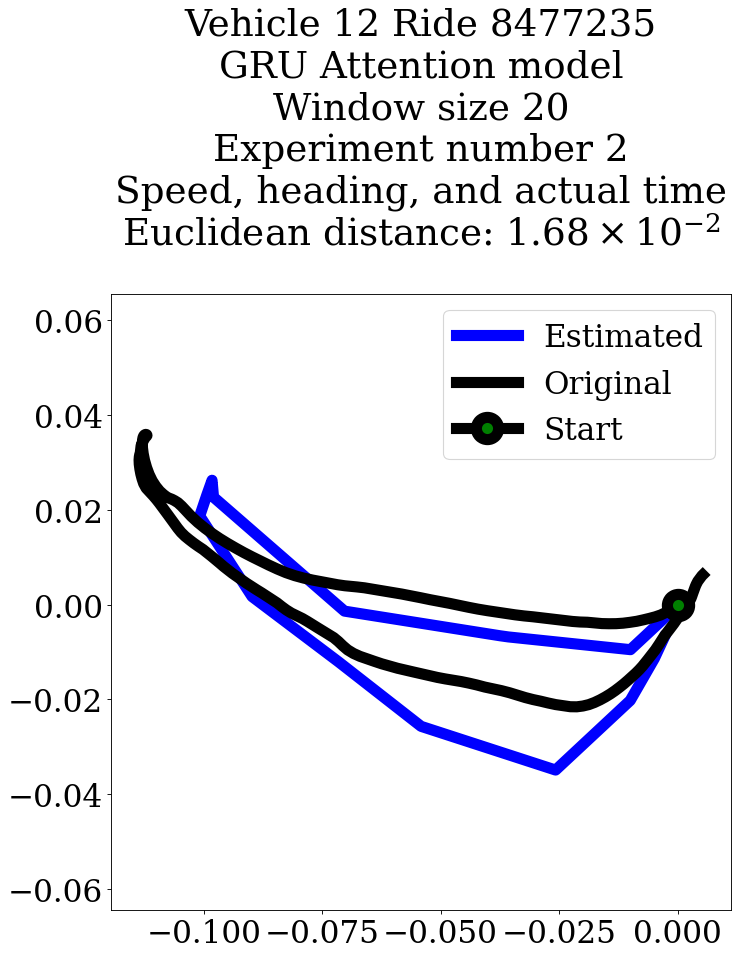 Vehicle 12 Ride 8477235
GRU Attention model
Window size 20
Experiment number 2
Speed, heading, and actual time
Euclidean distance: 1.68 × 10⁻²
Estimated
Original
Start
0.06
0.04
0.02
0.00
−0.02
−0.04
−0.06
−0.100 −0.075 −0.050 −0.025 0.000